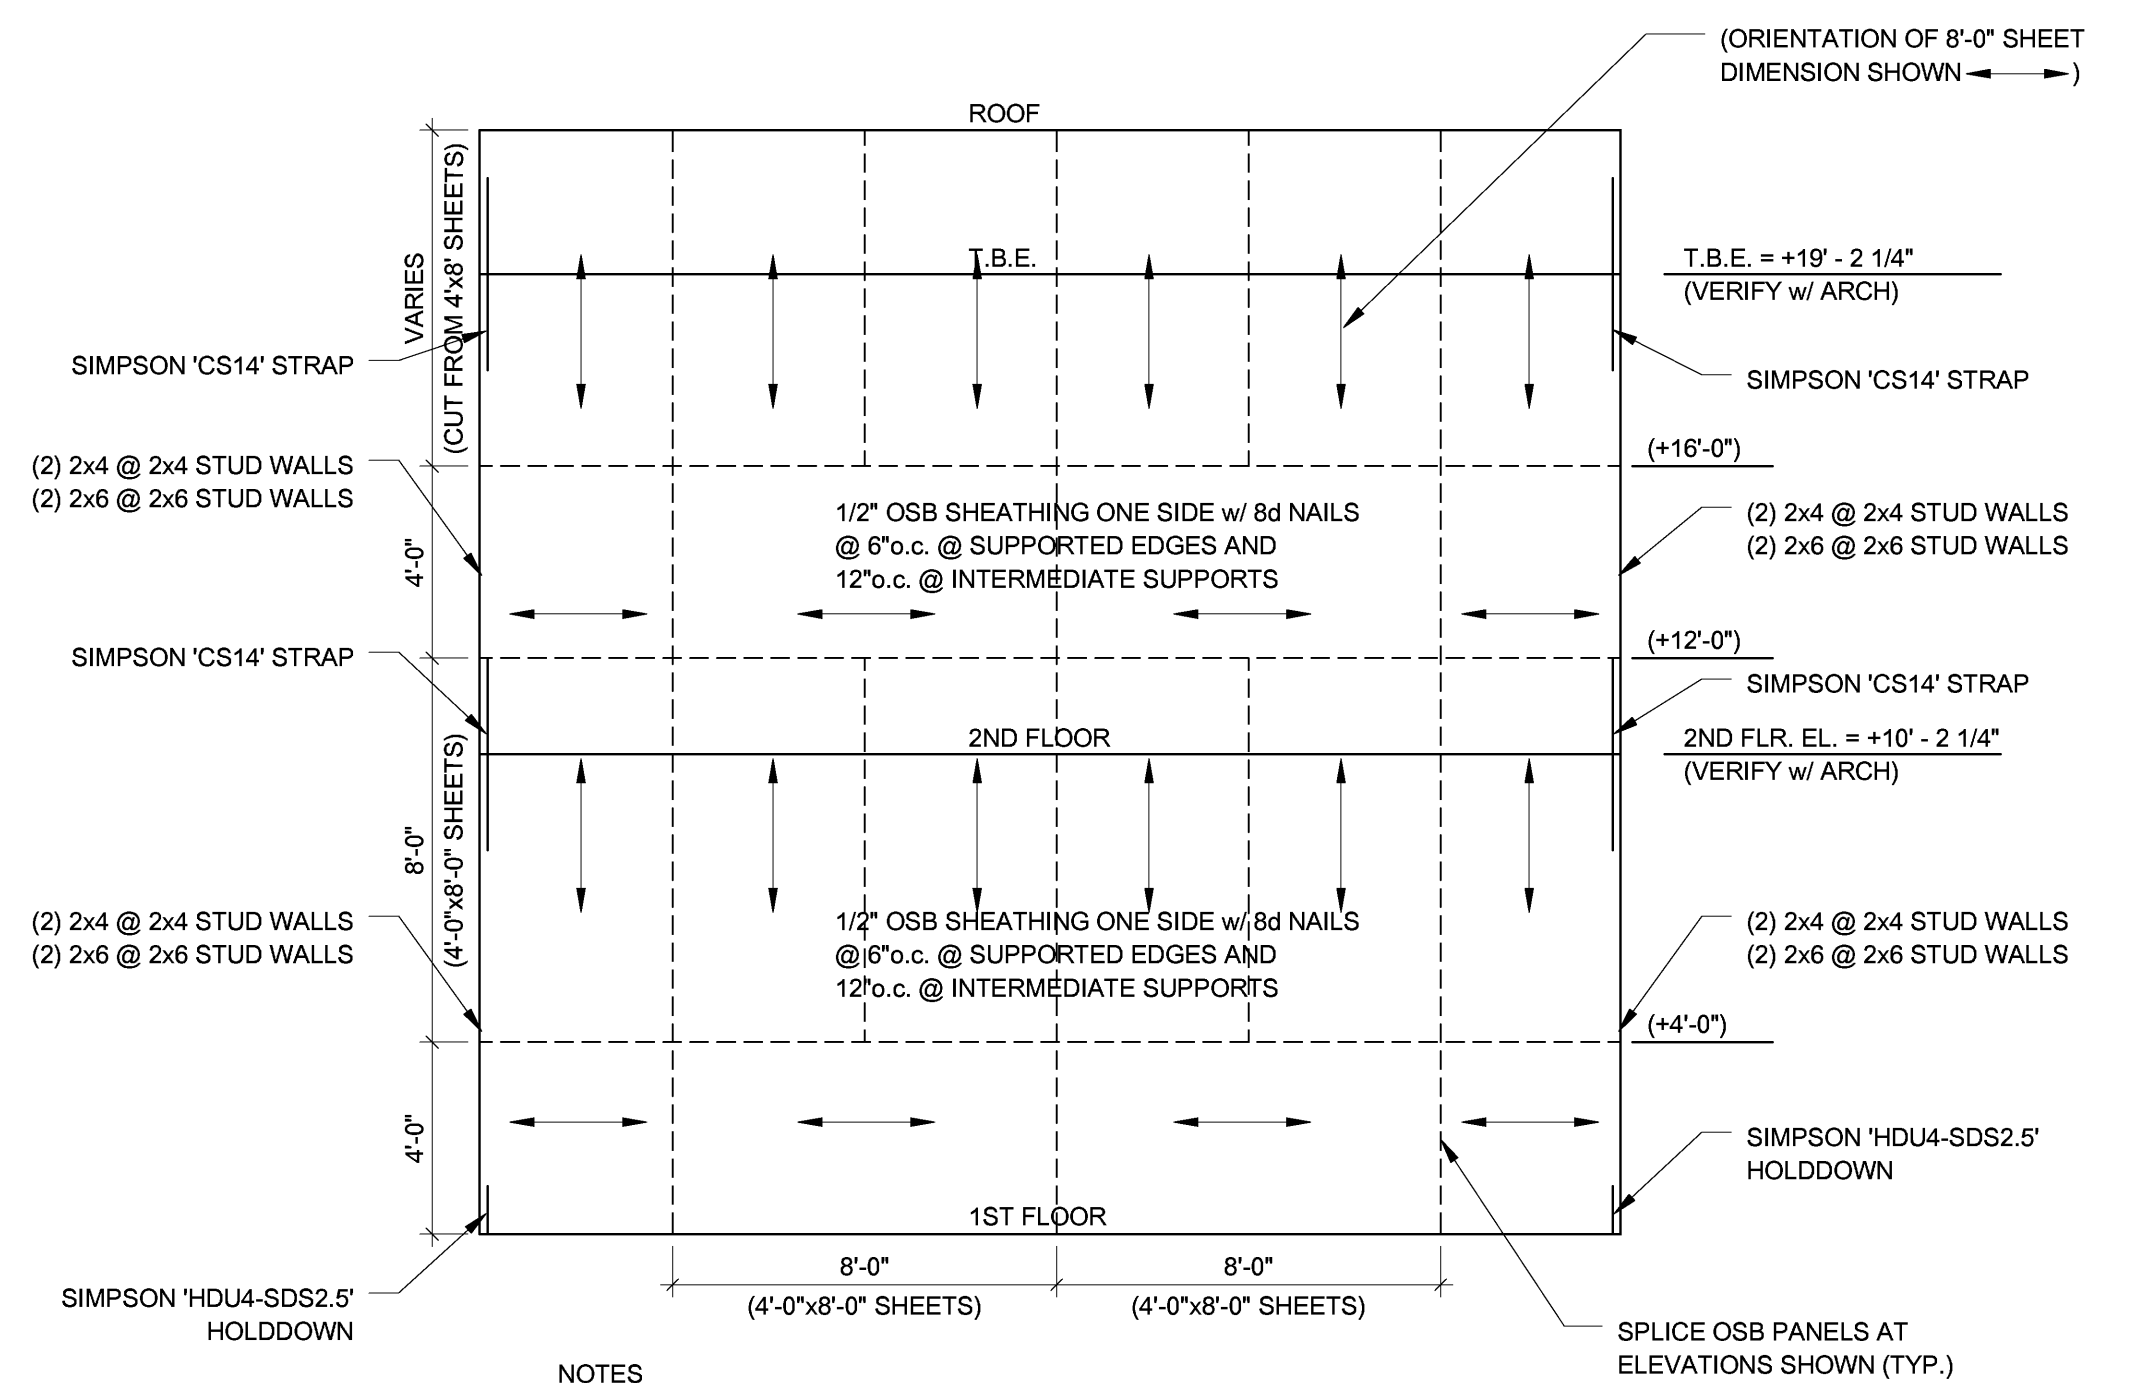 (ORIENTATION OF 8'-0" SHEET
DIMENSION SHOWN )
ROOF
VARIES
(CUT FROM 4'x8' SHEETS)
T.B.E.
T.B.E. = +19' - 2 1/4"
(VERIFY w/ ARCH)
SIMPSON 'CS14' STRAP
SIMPSON 'CS14' STRAP
(+16'-0")
(2) 2x4 @ 2x4 STUD WALLS
(2) 2x6 @ 2x6 STUD WALLS
1/2" OSB SHEATHING ONE SIDE w/ 8d NAILS
@ 6"o.c. @ SUPPORTED EDGES AND
12"o.c. @ INTERMEDIATE SUPPORTS
(2) 2x4 @ 2x4 STUD WALLS
(2) 2x6 @ 2x6 STUD WALLS
4'-0"
(+12'-0")
SIMPSON 'CS14' STRAP
SIMPSON 'CS14' STRAP
2ND FLOOR
2ND FLR. EL. = +10' - 2 1/4"
(VERIFY w/ ARCH)
8'-0"
(4'-0"x8'-0" SHEETS)
(2) 2x4 @ 2x4 STUD WALLS
(2) 2x6 @ 2x6 STUD WALLS
1/2" OSB SHEATHING ONE SIDE w/ 8d NAILS
@ 6"o.c. @ SUPPORTED EDGES AND
12"o.c. @ INTERMEDIATE SUPPORTS
(2) 2x4 @ 2x4 STUD WALLS
(2) 2x6 @ 2x6 STUD WALLS
(+4'-0")
4'-0"
SIMPSON 'HDU4-SDS2.5'
HOLDDOWN
1ST FLOOR
8'-0"
(4'-0"x8'-0" SHEETS)
8'-0"
(4'-0"x8'-0" SHEETS)
SIMPSON 'HDU4-SDS2.5'
HOLDDOWN
SPLICE OSB PANELS AT
ELEVATIONS SHOWN (TYP.)
NOTES